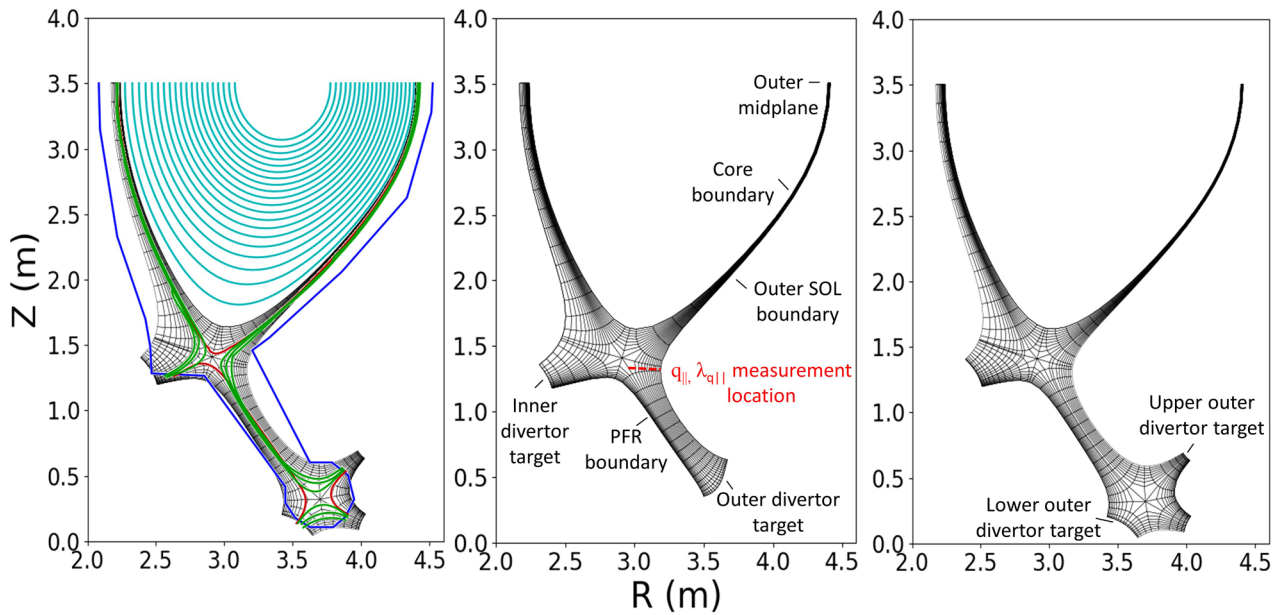 4.0
3.5
3.0
2.5
2.0
1.5
1.0
0.5
0.0
2.0 2.5 3.0 3.5 4.0 4.5
Z (m)
4.0
3.5
3.0
2.5
2.0
1.5
1.0
0.5
0.0
2.0 2.5 3.0 3.5 4.0 4.5
R (m)
Outer
midplane
Core
boundary
Outer SOL
boundary
q||, λq|| measurement
location
Inner
divertor
target
PFR
boundary
Outer divertor
target
4.0
3.5
3.0
2.5
2.0
1.5
1.0
0.5
0.0
2.0 2.5 3.0 3.5 4.0 4.5
Upper outer
divertor target
Lower outer
divertor target